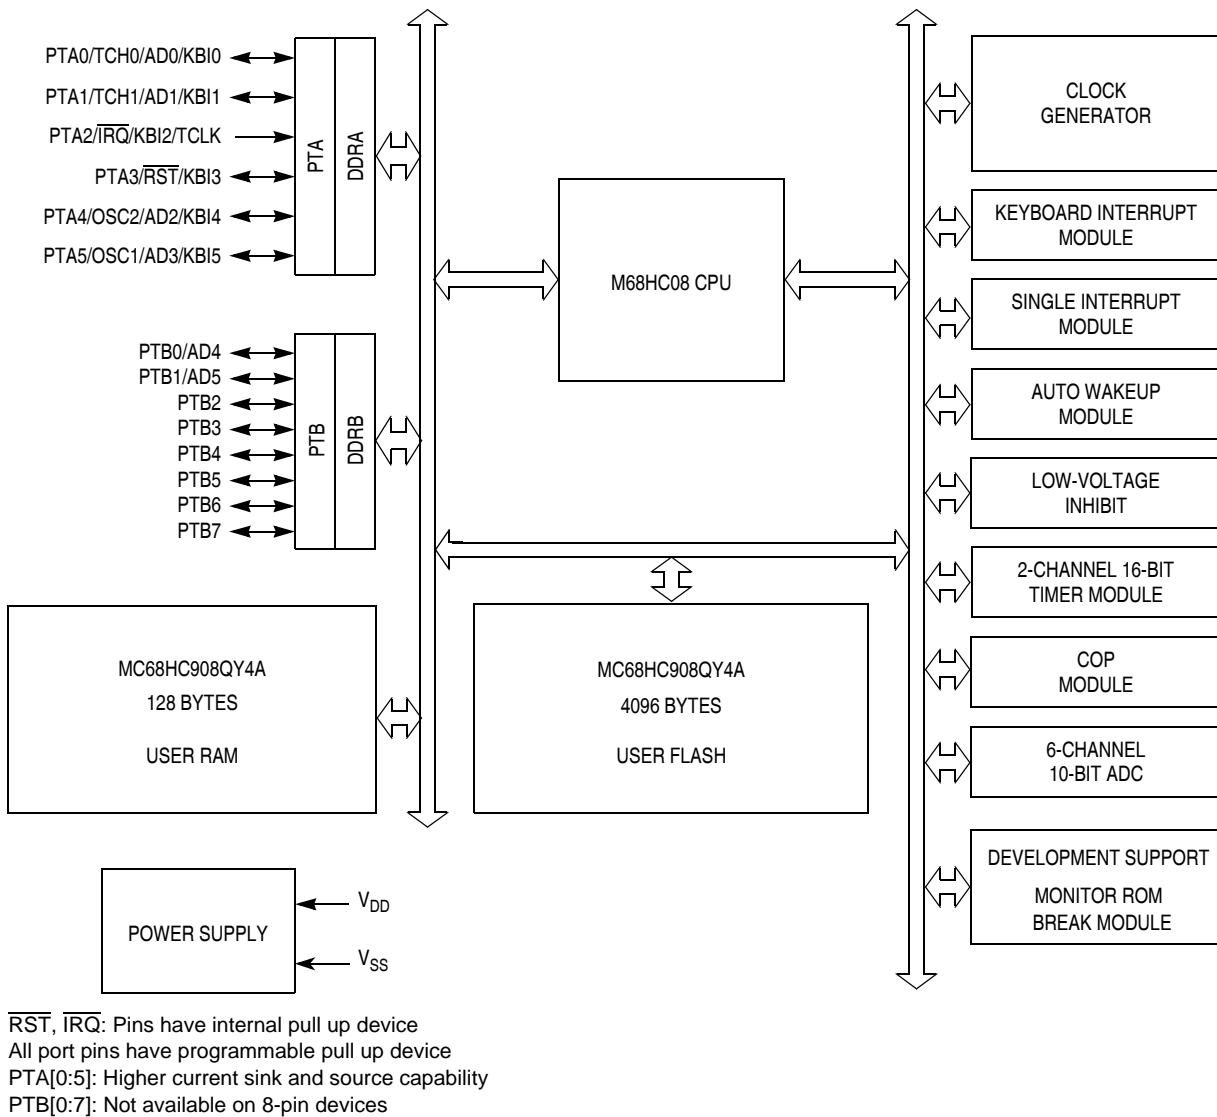 PTA0/TCH0/AD0/KBI0
PTA1/TCH1/AD1/KBI1
PTA2/IRQ/KBI2/TCLK
PTA3/RST/KBI3
PTA4/OSC2/AD2/KBI4
PTA5/OSC1/AD3/KBI5
PTA
DDRA
PTB0/AD4
PTB1/AD5
PTB2
PTB3
PTB4
PTB5
PTB6
PTB7
PTB
DDRB
M68HC08 CPU
MC68HC908QY4A
128 BYTES
USER RAM
MC68HC908QY4A
4096 BYTES
USER FLASH
POWER SUPPLY
VDD
VSS
CLOCK
GENERATOR
KEYBOARD INTERRUPT
MODULE
SINGLE INTERRUPT
MODULE
AUTO WAKEUP
MODULE
LOW-VOLTAGE
INHIBIT
2-CHANNEL 16-BIT
TIMER MODULE
COP
MODULE
6-CHANNEL
10-BIT ADC
DEVELOPMENT SUPPORT
MONITOR ROM
BREAK MODULE
RST, IRQ: Pins have internal pull up device
All port pins have programmable pull up device
PTA[0:5]: Higher current sink and source capability
PTB[0:7]: Not available on 8-pin devices